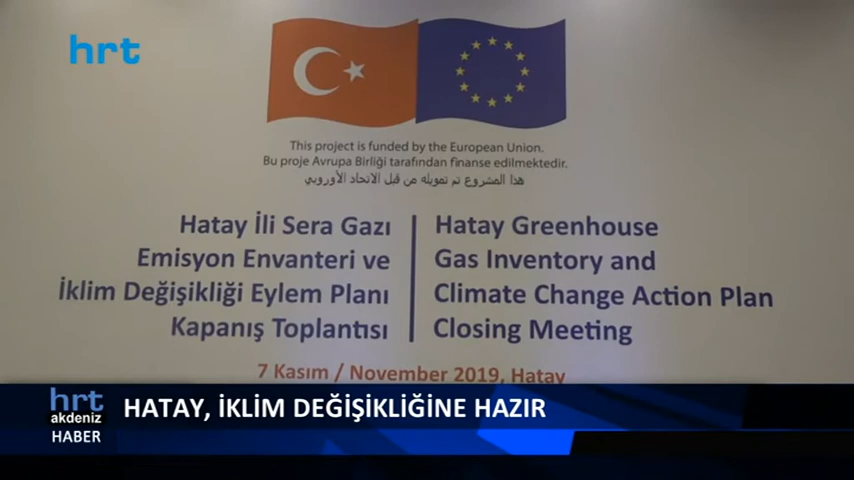 hrt
This project is funded by the European Union.
Bu proje Avrupa Birliği tarafından finanse edilmektedir.
هذا المشروع تم تمويله من قبل الاتحاد الأوروبي
Hatay İli Sera Gazı
Emisyon Envanteri ve
İklim Değişikliği Eylem Planı
Kapanış Toplantısı
Hatay Greenhouse
Gas Inventory and
Climate Change Action Plan
Closing Meeting
7 Kasım / November 2019, Hatay
hrt
akdeniz
HABER
HATAY, İKLİM DEĞİŞİKLİĞİNE HAZIR